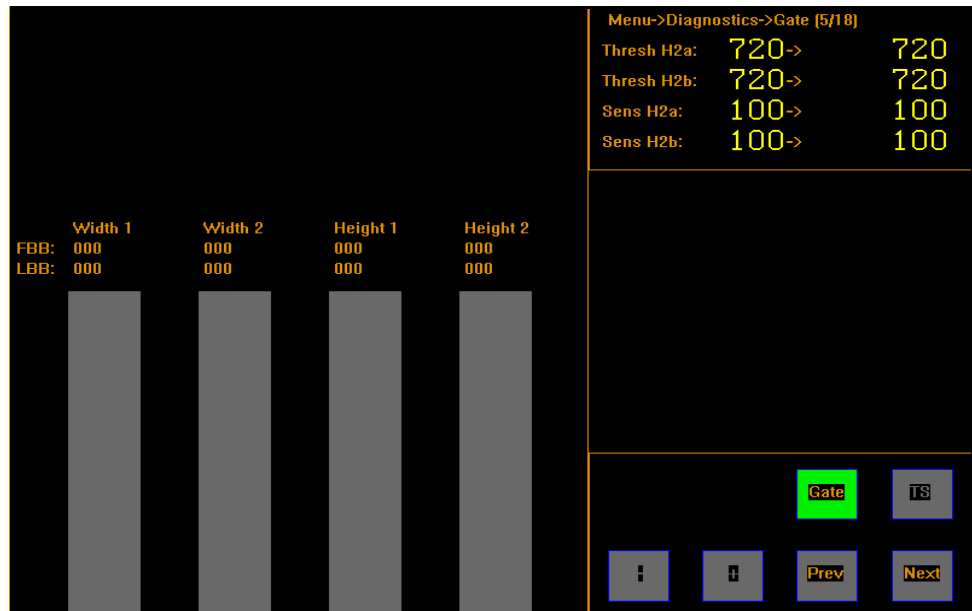 Menu->Diagnostics->Gate (5/18)
Thresh H2a: 720-> 720
Thresh H2b: 720-> 720
Sens H2a: 100-> 100
Sens H2b: 100-> 100
Width 1 Width 2 Height 1 Height 2
FBB: 000 000 000 000
LBB: 000 000 000 000
Gate TS
Prev Next